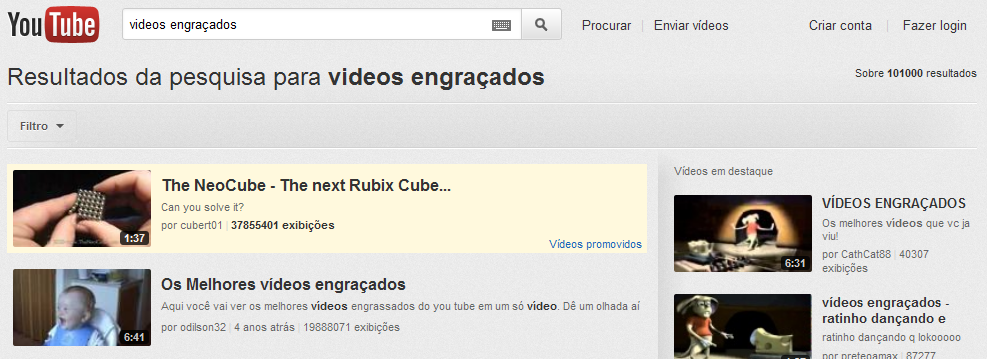 YouTube
videos engraçados
Procurar | Enviar vídeos
Criar conta | Fazer login
Resultados da pesquisa para videos engraçados
Sobre 101000 resultados
Filtro
1:37
The NeoCube - The next Rubix Cube...
Can you solve it?
por cubert01 | 37855401 exibições
Vídeos promovidos
6:41
Os Melhores vídeos engraçados
Aqui você vai ver os melhores vídeos engrassados do you tube em um só vídeo. Dê um olhada aí
por odilson32 | 4 anos atrás | 19888071 exibições
Vídeos em destaque
6:31
VÍDEOS ENGRAÇADOS
Os melhores videos que vc ja
viu!
por CathCat88 | 40307
exibições
vídeos engraçados -
ratinho dançando e
ratinho dançando q lokooooo
por preteoamax | 87277